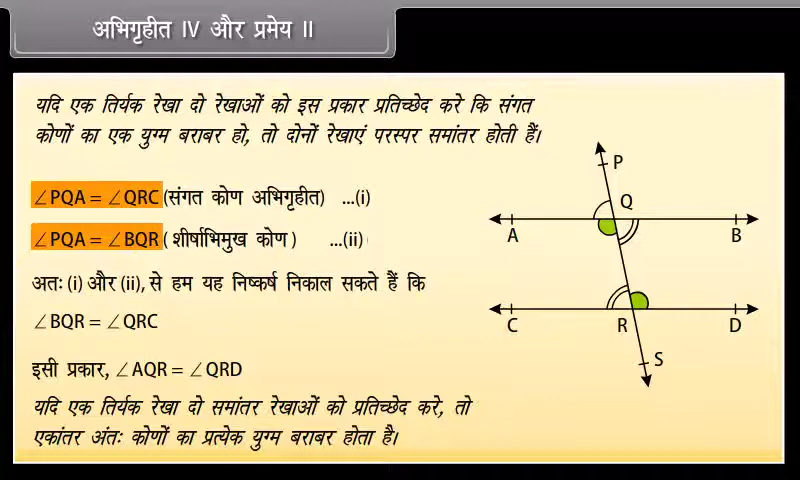 अभिगृहीत IV और प्रमेय II
यदि एक तिर्यक रेखा दो रेखाओं को इस प्रकार प्रतिच्छेद करे कि संगत
कोणों का एक युग्म बराबर हो, तो दोनों रेखाएं परस्पर समांतर होती हैं।
∠PQA = ∠QRC (संगत कोण अभिगृहीत) ...(i)
∠PQA = ∠BQR ( शीर्षाभिमुख कोण ) ...(ii)
अतः (i) और (ii), से हम यह निष्कर्ष निकाल सकते हैं कि
∠BQR = ∠QRC
इसी प्रकार, ∠AQR = ∠QRD
यदि एक तिर्यक रेखा दो समांतर रेखाओं को प्रतिच्छेद करे, तो
एकांतर अंतः कोणों का प्रत्येक युग्म बराबर होता है।
P
Q
A B
C R D
S